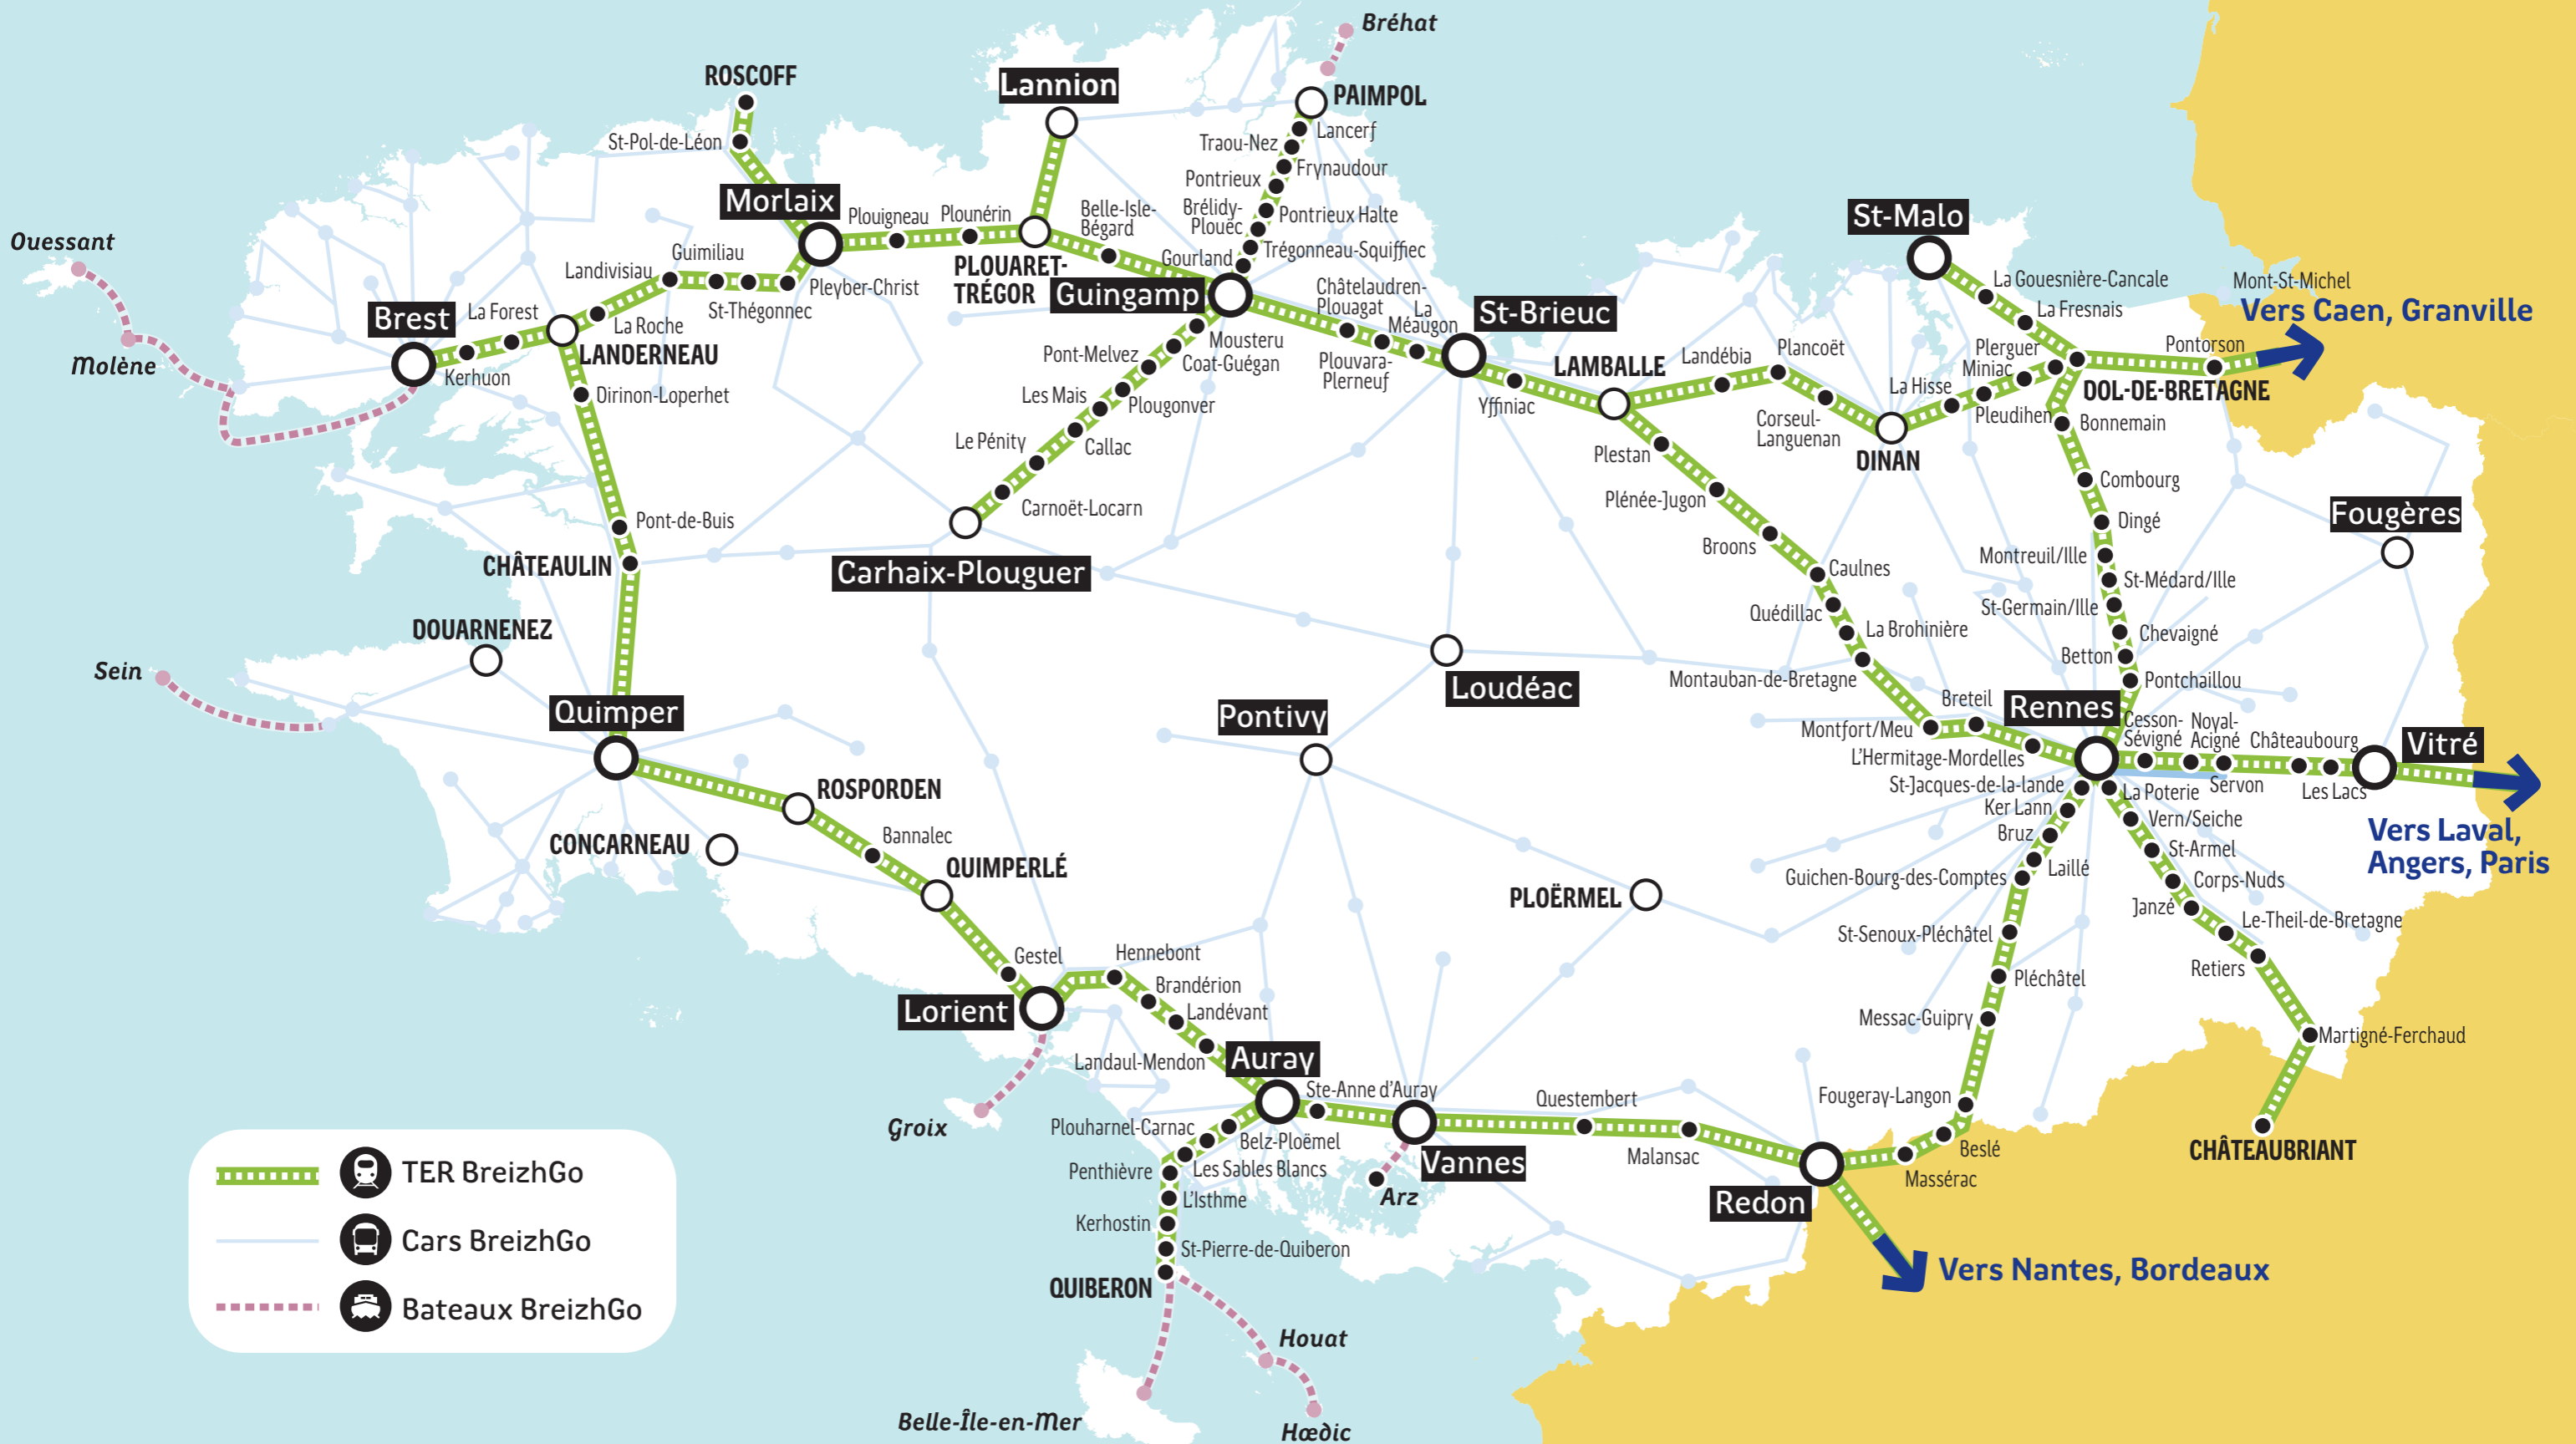 Bréhat
ROSCOFF
Lannion
PAIMPOL
Lancerf
St-Pol-de-Léon
Traou-Nez
Frynaudour
Pontrieux
Morlaix
Plouigneau
Plounérin
Belle-Isle-
Bégard
Brélidy-
Plouëc
Pontrieux Halte
St-Malo
Ouessant
Guimiliau
Gourland
Trégonneau-Squiffiec
Landivisiau
PLOUARET-
TRÉGOR
Pleyber-Christ
Guingamp
Châtelaudren-
Plouagat
La
Méaugon
St-Brieuc
La Gouesnière-Cancale
Mont-St-Michel
Vers Caen, Granville
La Fresnais
Brest
La Forest
La Roche
St-Thégonnec
Molène
LANDERNEAU
Kerhuon
Mousteru
Pont-Melvez
Coat-Guégan
Plouvara-
Plerneuf
LAMBALLE
Landébia
Plancoët
Plerguer
Miniac
Pontorson
La Hisse
DOL-DE-BRETAGNE
Dirinon-Loperhet
Les Mais
Plougonver
Yffiniac
Corseul-
Languenan
Pleudihen
Bonnemain
Le Pénity
Callac
Plestan
DINAN
Combourg
Carnoët-Locarn
Plénée-Jugon
Fougères
Pont-de-Buis
Dingé
Broons
Montreuil/Ille
CHÂTEAULIN
Carhaix-Plouguer
Caulnes
St-Médard/Ille
Quédillac
St-Germain/Ille
DOUARNENEZ
La Brohinière
Chevaigné
Sein
Betton
Montauban-de-Bretagne
Pontchaillou
Loudéac
Quimper
Pontivy
Breteil
Rennes
Cesson-
Sévigné
Noyal-
Acigné
Châteaubourg
Vitré
Montfort/Meu
L'Hermitage-Mordelles
St-Jacques-de-la-lande
La Poterie
Servon
Les Lacs
ROSPORDEN
Ker Lann
Vern/Seiche
Vers Laval,
Angers, Paris
Bannalec
Bruz
CONCARNEAU
St-Armel
QUIMPERLÉ
Laillé
Guichen-Bourg-des-Comptes
Corps-Nuds
PLOËRMEL
Janzé
Le-Theil-de-Bretagne
St-Senoux-Pléchâtel
Gestel
Hennebont
Retiers
Brandérion
Pléchâtel
Lorient
Landévant
Messac-Guipry
Martigné-Ferchaud
Landaul-Mendon
Auray
Ste-Anne d'Auray
Questembert
Fougeray-Langon
Groix
Plouharnel-Carnac
Belz-Ploëmel
Beslé
CHÂTEAUBRIANT
Vannes
Malansac
Penthièvre
Les Sables Blancs
Massérac
TER BreizhGo
L'Isthme
Arz
Redon
Kerhostin
Cars BreizhGo
St-Pierre-de-Quiberon
Vers Nantes, Bordeaux
QUIBERON
Bateaux BreizhGo
Houat
Belle-Île-en-Mer
Hœdic